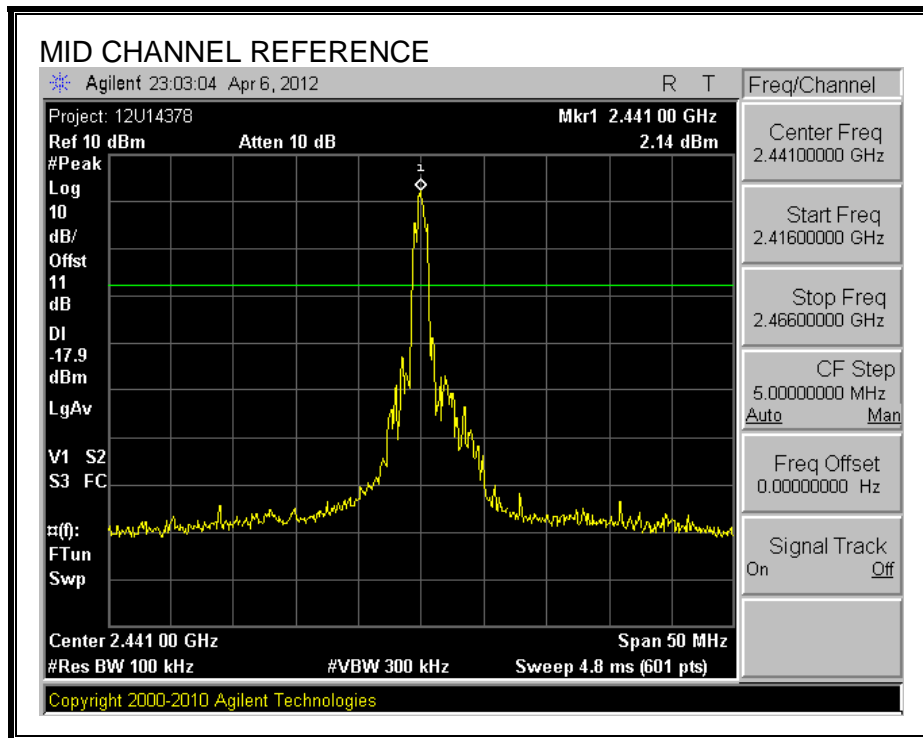 MID CHANNEL REFERENCE
Agilent 23:03:04 Apr 6, 2012 R T
Freq/Channel
Project: 12U14378 Mkr1 2.441 00 GHz
Ref 10 dBm Atten 10 dB 2.14 dBm
#Peak
Log
10
dB/
Offst
11
dB
DI
-17.9
dBm
LgAv
V1 S2
S3 FC
¤(f):
FTun
Swp
1
Center 2.441 00 GHz Span 50 MHz
#Res BW 100 kHz #VBW 300 kHz Sweep 4.8 ms (601 pts)
Copyright 2000-2010 Agilent Technologies
Center Freq
2.44100000 GHz
Start Freq
2.41600000 GHz
Stop Freq
2.46600000 GHz
CF Step
5.00000000 MHz
Auto Man
Freq Offset
0.00000000 Hz
Signal Track
On Off